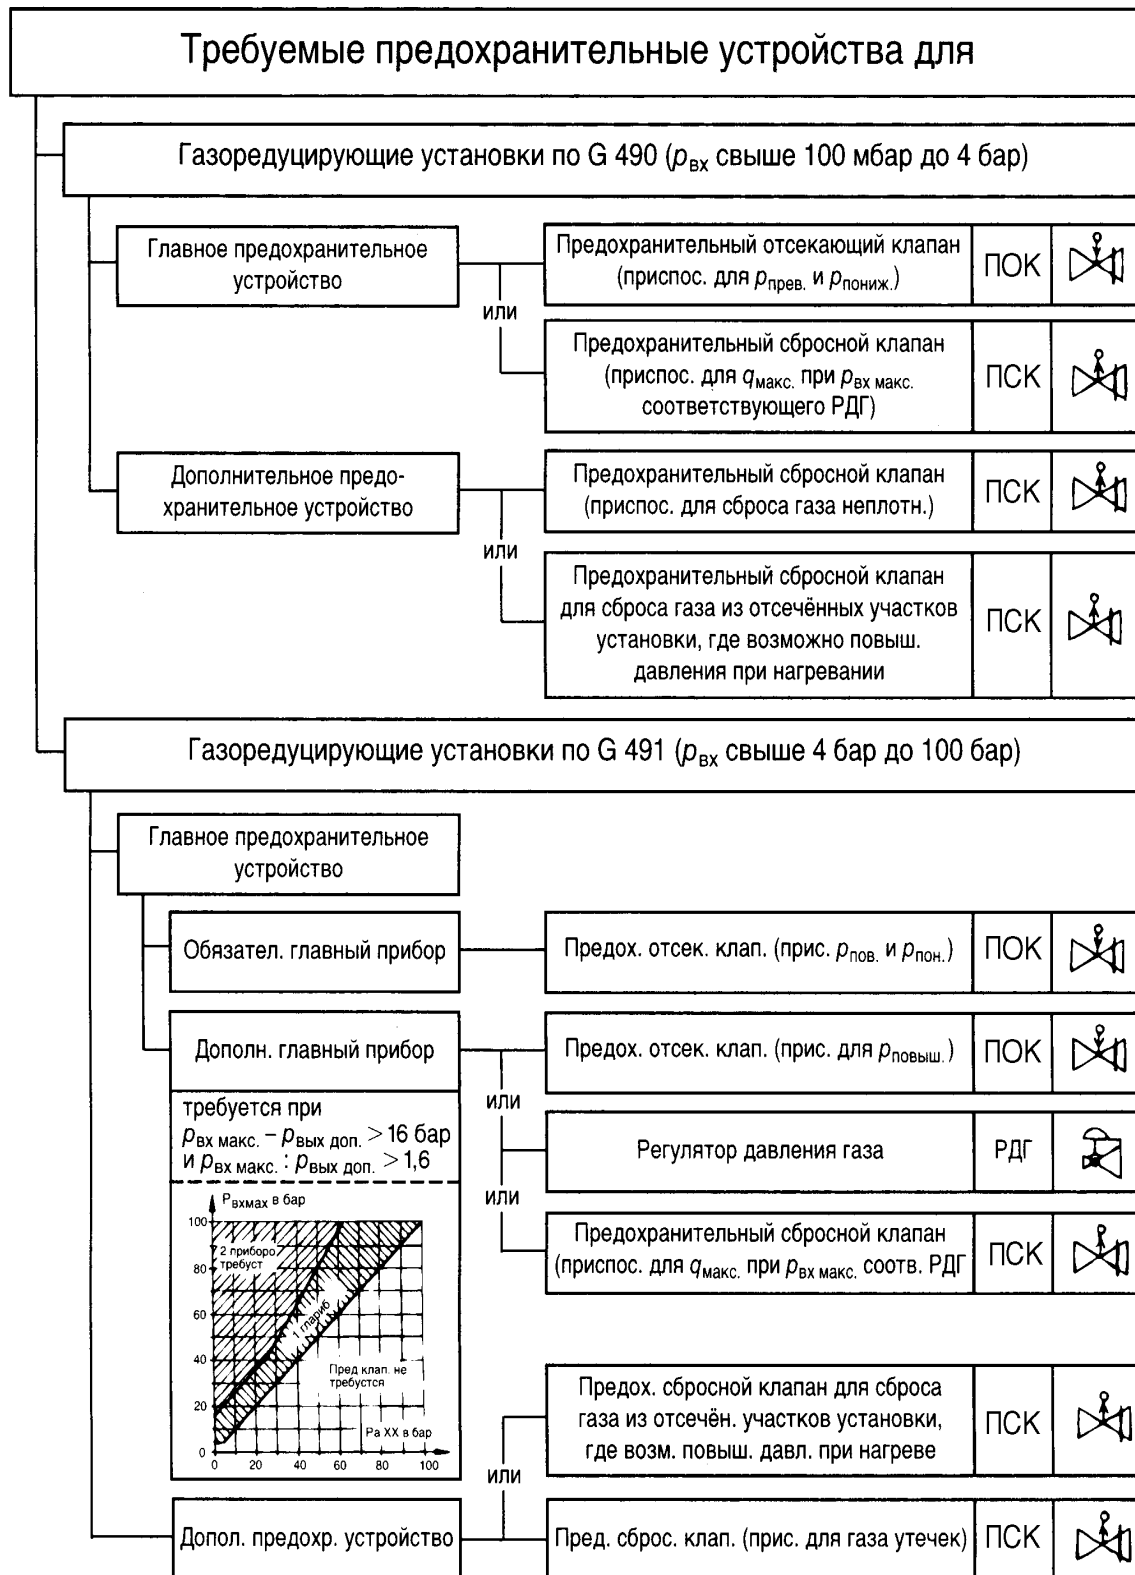 Требуемые предохранительные устройства для
Газоредуцирующие установки по G 490 (pвх свыше 100 мбар до 4 бар)
Главное предохранительное
устройство
Предохранительный отсекающий клапан
(приспос. для pпрев. и pпониж.)
ПОК
или
Предохранительный сбросной клапан
(приспос. для qмакс. при pвх макс.
соответствующего РДГ)
ПСК
Дополнительное предо-
хранительное устройство
Предохранительный сбросной клапан
(приспос. для сброса газа неплотн.)
ПСК
или
Предохранительный сбросной клапан
для сброса газа из отсечённых участков
установки, где возможно повыш.
давления при нагревании
ПСК
Газоредуцирующие установки по G 491 (pвх свыше 4 бар до 100 бар)
Главное предохранительное
устройство
Обязател. главный прибор
Предох. отсек. клап. (прис. pпов. и pпон.)
ПОК
Дополн. главный прибор
Предох. отсек. клап. (прис. для pповыш.)
ПОК
требуется при
pвх макс. – pвых доп. > 16 бар
и pвх макс. : pвых доп. > 1,6
или
Регулятор давления газа
РДГ
или
Предохранительный сбросной клапан
(приспос. для qмакс. при pвх макс. соотв. РДГ
ПСК
Pвхмах в бар
100
2 приборо
требуст
80
60
1 глариб
40
Пред клап. не
требустся
20
Pa XX в бар
0
0 20 40 60 80 100
Предох. сбросной клапан для сброса
газа из отсечён. участков установки,
где возм. повыш. давл. при нагреве
ПСК
или
Допол. предохр. устройство
Пред. сброс. клап. (прис. для газа утечек)
ПСК